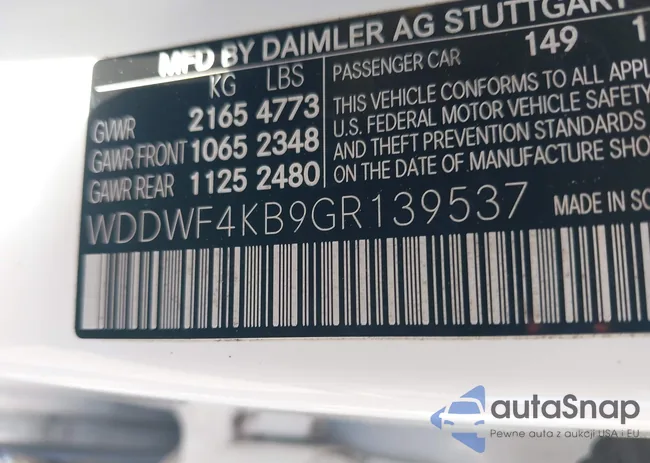 MFD BY DAIMLER AG STUTTGART
KG LBS
GVWR 2165 4773
GAWR FRONT 1065 2348
GAWR REAR 1125 2480
PASSENGER CAR 149 1
THIS VEHICLE CONFORMS TO ALL APPL
U.S. FEDERAL MOTOR VEHICLE SAFETY
AND THEFT PREVENTION STANDARDS
ON THE DATE OF MANUFACTURE SHO
WDDWF4KB9GR139537 MADE IN SO
autaSnap
Pewne auta z aukcji USA i EU